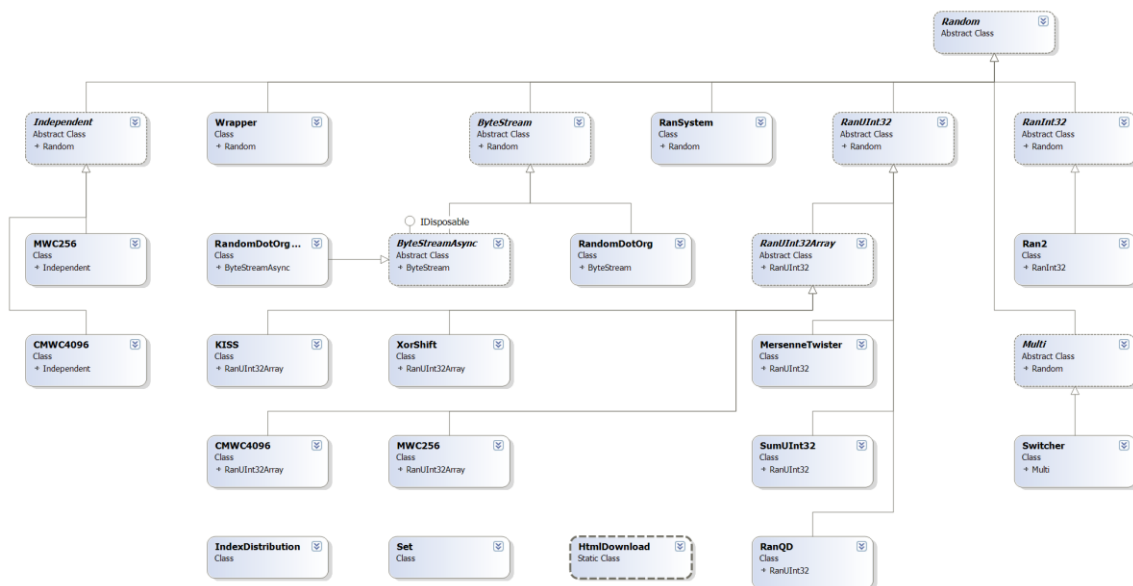 Random
Abstract Class
Independent
Abstract Class
+ Random
Wrapper
Class
+ Random
ByteStream
Abstract Class
+ Random
RanSystem
Class
+ Random
RanUInt32
Abstract Class
+ Random
RanInt32
Abstract Class
+ Random
IDisposable
MWC256
Class
+ Independent
RandomDotOrg...
Class
+ ByteStreamAsync
ByteStreamAsync
Abstract Class
+ ByteStream
RandomDotOrg
Class
+ ByteStream
RanUInt32Array
Abstract Class
+ RanUInt32
Ran2
Class
+ RanInt32
CMWC4096
Class
+ Independent
KISS
Class
+ RanUInt32Array
XorShift
Class
+ RanUInt32Array
MersenneTwister
Class
+ RanUInt32
Multi
Abstract Class
+ Random
CMWC4096
Class
+ RanUInt32Array
MWC256
Class
+ RanUInt32Array
SumUInt32
Class
+ RanUInt32
Switcher
Class
+ Multi
IndexDistribution
Class
Set
Class
HtmlDownload
Static Class
RanQD
Class
+ RanUInt32